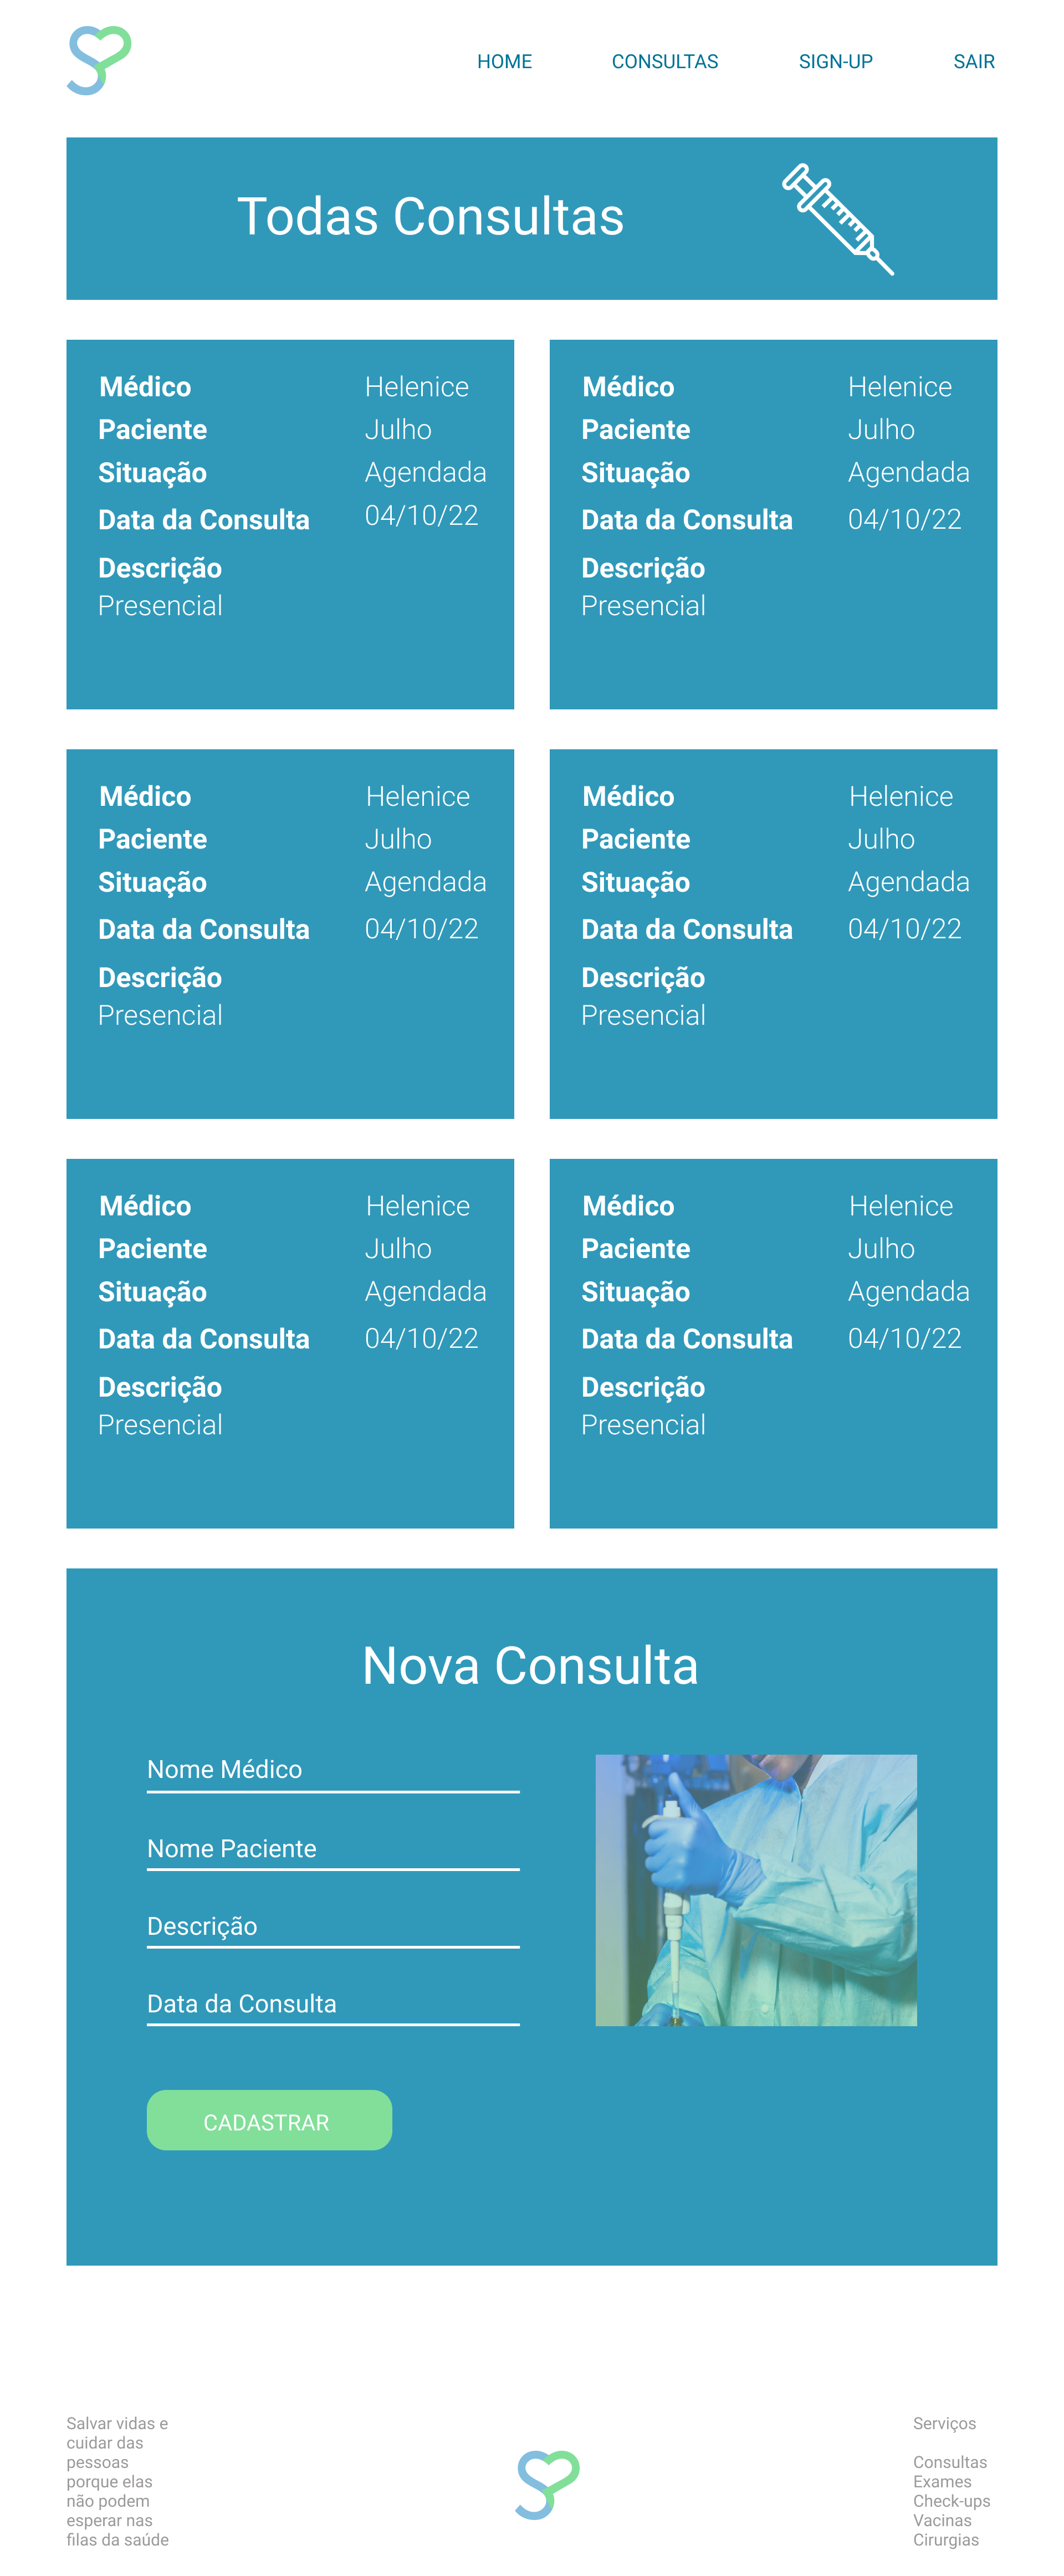 HOME CONSULTAS SIGN-UP SAIR
Todas Consultas
Médico Helenice
Paciente Julho
Situação Agendada
Data da Consulta 04/10/22
Descrição
Presencial
Médico Helenice
Paciente Julho
Situação Agendada
Data da Consulta 04/10/22
Descrição
Presencial
Médico Helenice
Paciente Julho
Situação Agendada
Data da Consulta 04/10/22
Descrição
Presencial
Médico Helenice
Paciente Julho
Situação Agendada
Data da Consulta 04/10/22
Descrição
Presencial
Médico Helenice
Paciente Julho
Situação Agendada
Data da Consulta 04/10/22
Descrição
Presencial
Médico Helenice
Paciente Julho
Situação Agendada
Data da Consulta 04/10/22
Descrição
Presencial
Nova Consulta
Nome Médico
Nome Paciente
Descrição
Data da Consulta
CADASTRAR
Salvar vidas e
cuidar das
pessoas
porque elas
não podem
esperar nas
filas da saúde
Serviços
Consultas
Exames
Check-ups
Vacinas
Cirurgias